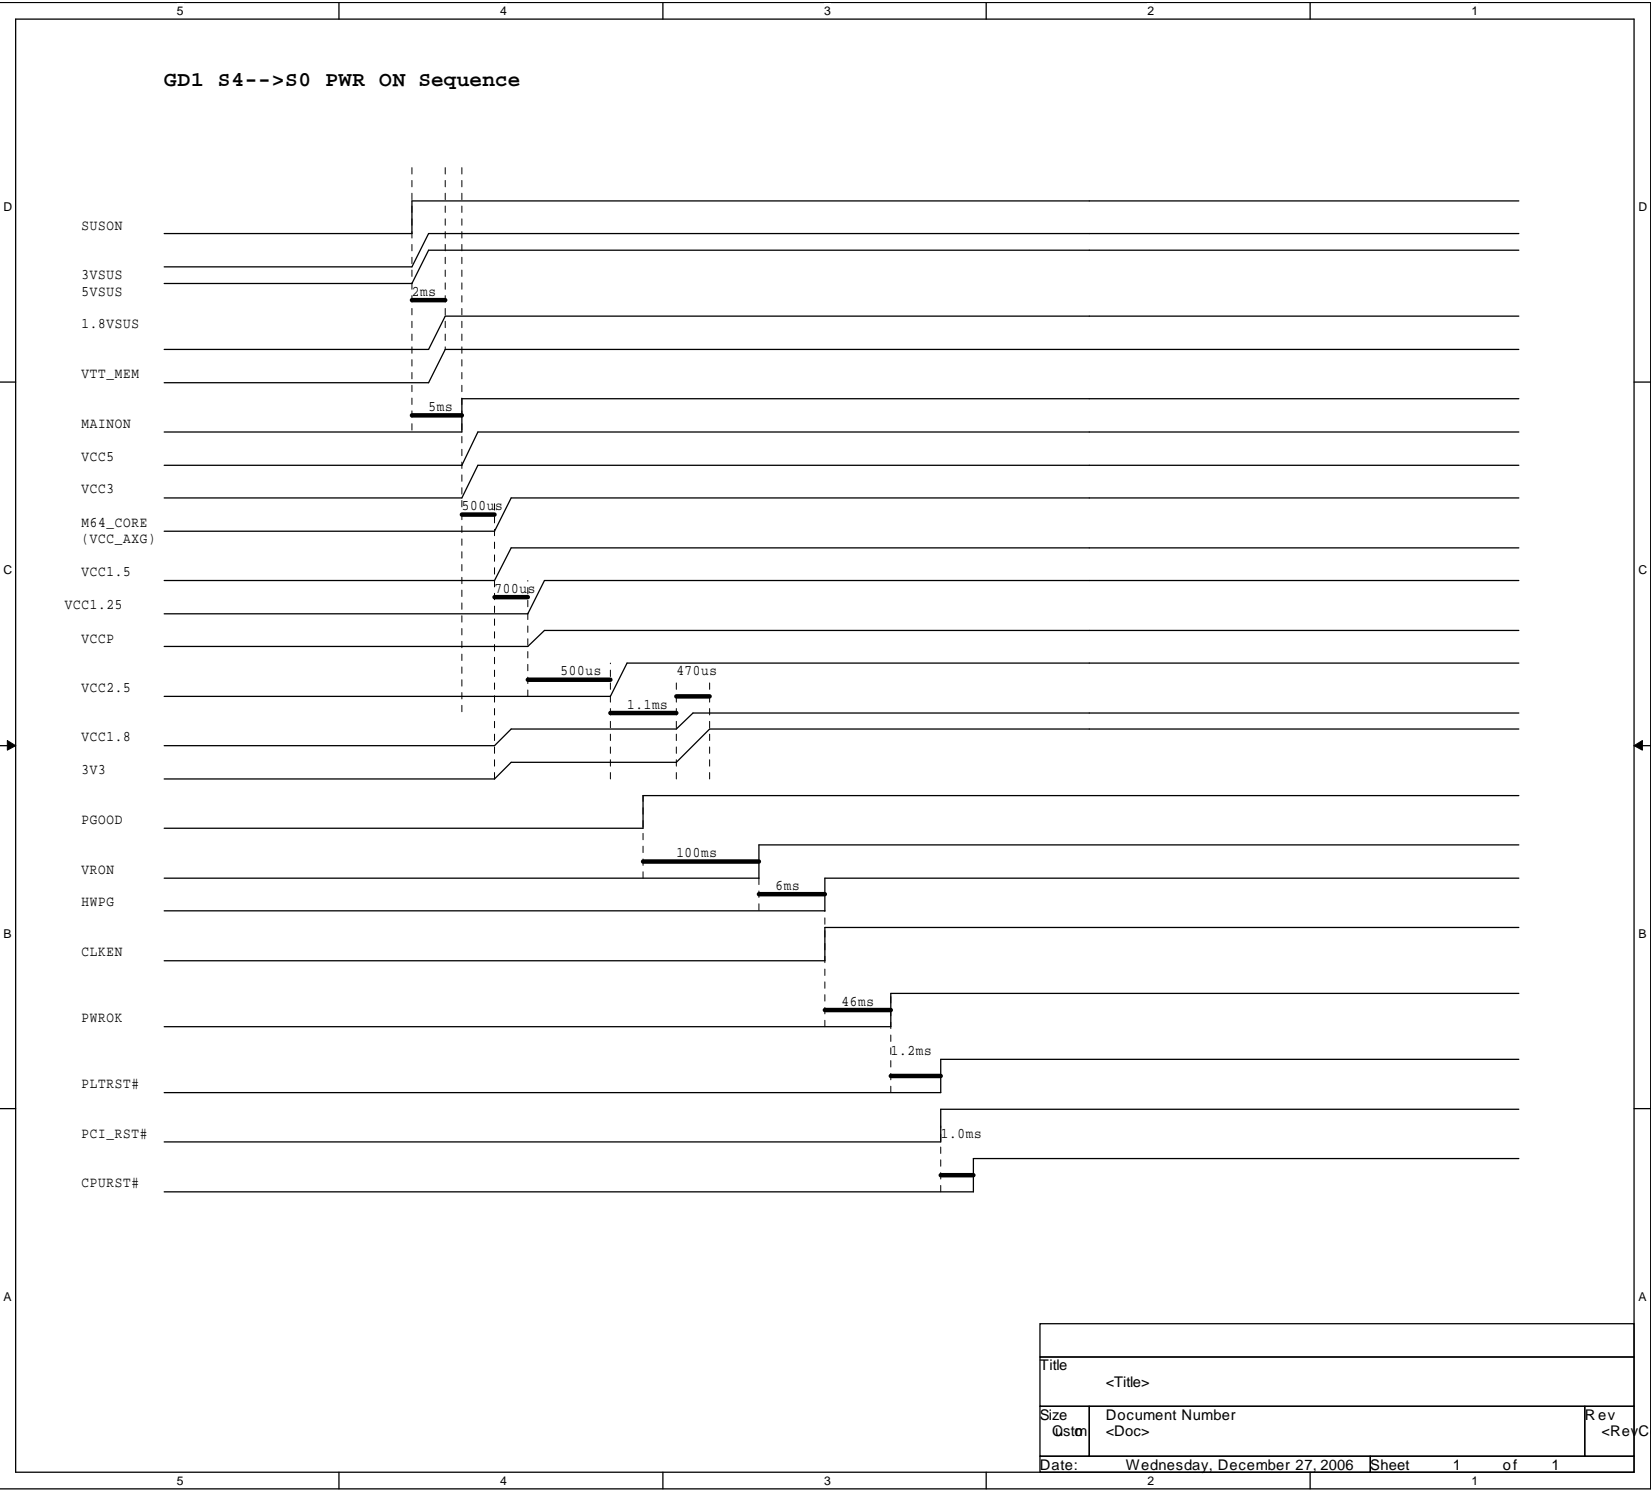 5 4 3 2 1
GD1 S4-->S0 PWR ON Sequence
D D
SUSON
3VSUS
5VSUS
2ms
1.8VSUS
VTT_MEM
5ms
MAINON
VCC5
VCC3
500us
M64_CORE
(VCC_AXG)
C C
VCC1.5
700us
VCC1.25
VCCP
500us 470us
VCC2.5
1.1ms
VCC1.8
3V3
PGOOD
100ms
VRON
6ms
HWPG
B B
CLKEN
46ms
PWROK
1.2ms
PLTRST#
PCI_RST# 1.0ms
CPURST#
A A
Title
<Title>
Size Document Number Rev
<Doc> <RevC
Date: Wednesday, December 27, 2006 Sheet 1 of 1
5 4 3 2 1